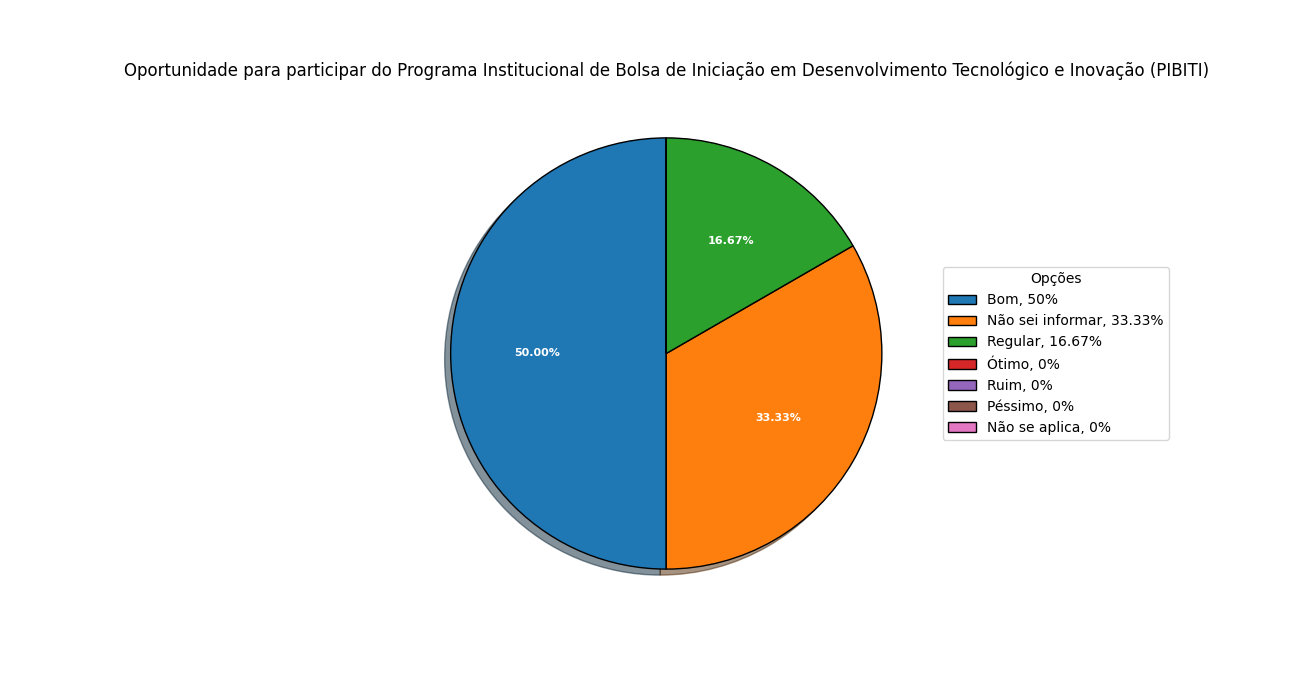 Oportunidade para participar do Programa Institucional de Bolsa de Iniciação em Desenvolvimento Tecnológico e Inovação (PIBITI)
16.67%
50.00%
33.33%
Opções
Bom, 50%
Não sei informar, 33.33%
Regular, 16.67%
Ótimo, 0%
Ruim, 0%
Péssimo, 0%
Não se aplica, 0%